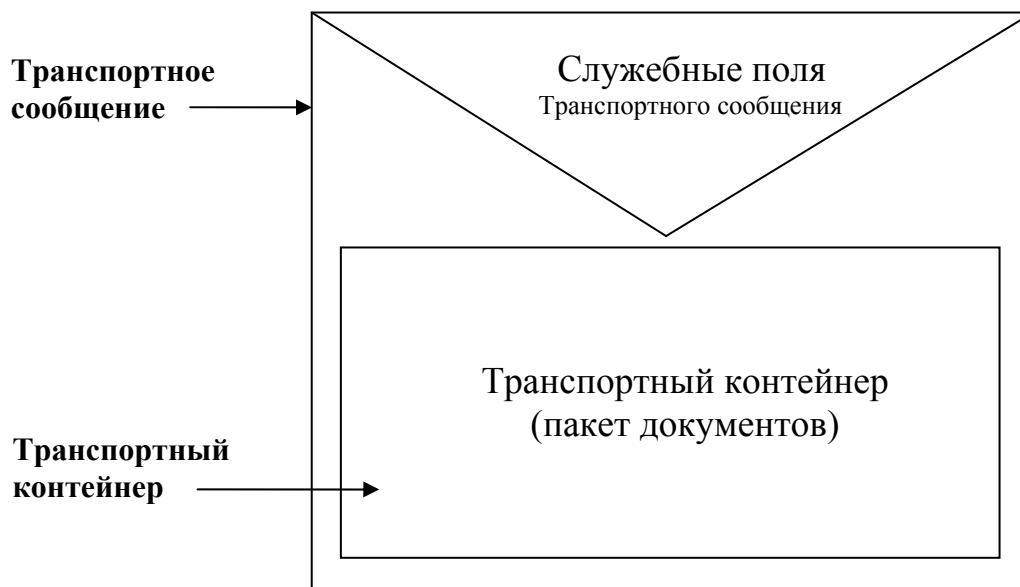 Служебные поля
Транспортного сообщения
Транспортное
сообщение
Транспортный контейнер
(пакет документов)
Транспортный
контейнер